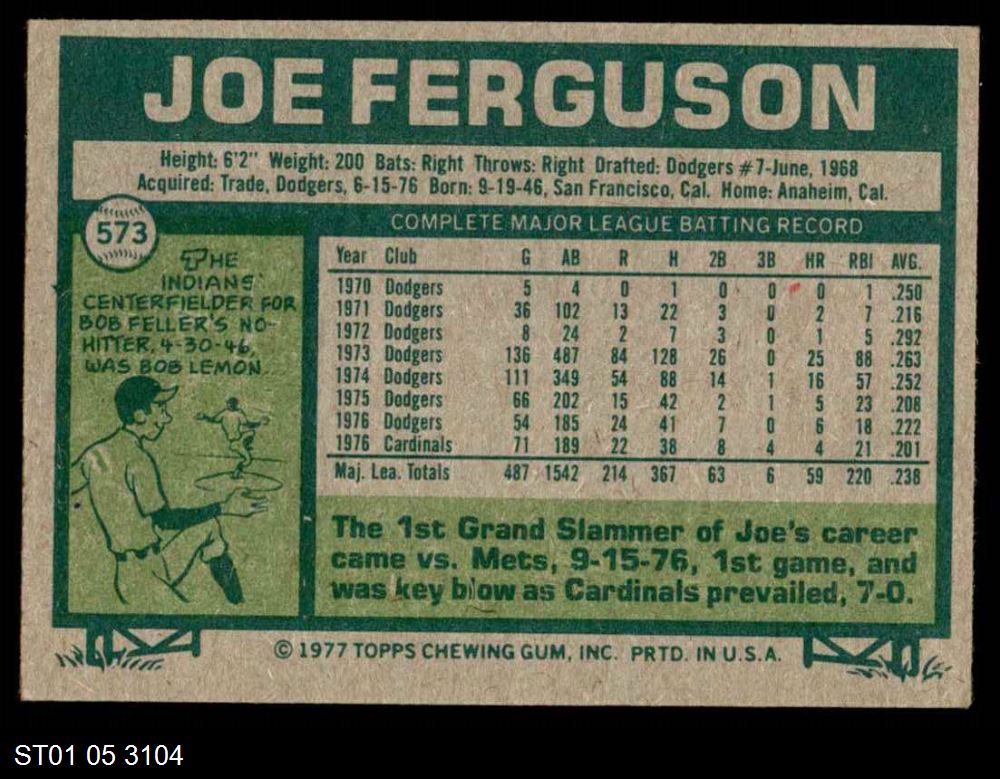 JOE FERGUSON
Height: 6'2" Weight: 200 Bats: Right Throws: Right Drafted: Dodgers #7-June, 1968
Acquired: Trade, Dodgers, 6-15-76 Born: 9-19-46, San Francisco, Cal. Home: Anaheim, Cal.
573
COMPLETE MAJOR LEAGUE BATTING RECORD
THE
INDIANS'
CENTERFIELDER FOR
BOB FELLER'S NO-
HITTER, 4-30-46,
WAS BOB LEMON.
Year Club G AB R H 2B 3B HR RBI AVG.
1970 Dodgers 5 4 0 1 0 0 0 1 .250
1971 Dodgers 36 102 13 22 3 0 2 7 .216
1972 Dodgers 8 24 2 7 3 0 1 5 .292
1973 Dodgers 136 487 84 128 26 0 25 88 .263
1974 Dodgers 111 349 54 88 14 1 16 57 .252
1975 Dodgers 66 202 15 42 2 1 5 23 .208
1976 Dodgers 54 185 24 41 7 0 6 18 .222
1976 Cardinals 71 189 22 38 8 4 4 21 .201
Maj. Lea. Totals 487 1542 214 367 63 6 59 220 .238
The 1st Grand Slammer of Joe's career
came vs. Mets, 9-15-76, 1st game, and
was key blow as Cardinals prevailed, 7-0.
© 1977 TOPPS CHEWING GUM, INC. PRTD. IN U.S.A.
ST01 05 3104